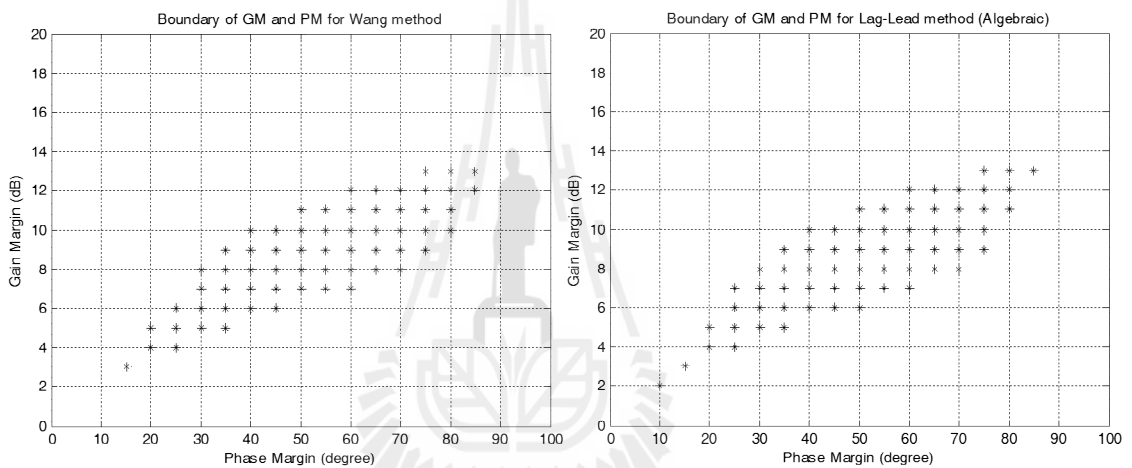 Boundary of GM and PM for Wang method
20
18
16
14
12
10
8
6
4
2
0
Gain Margin (dB)
0 10 20 30 40 50 60 70 80 90 100
Phase Margin (degree)
Boundary of GM and PM for Lag-Lead method (Algebraic)
20
18
16
14
12
10
8
6
4
2
0
Gain Margin (dB)
0 10 20 30 40 50 60 70 80 90 100
Phase Margin (degree)